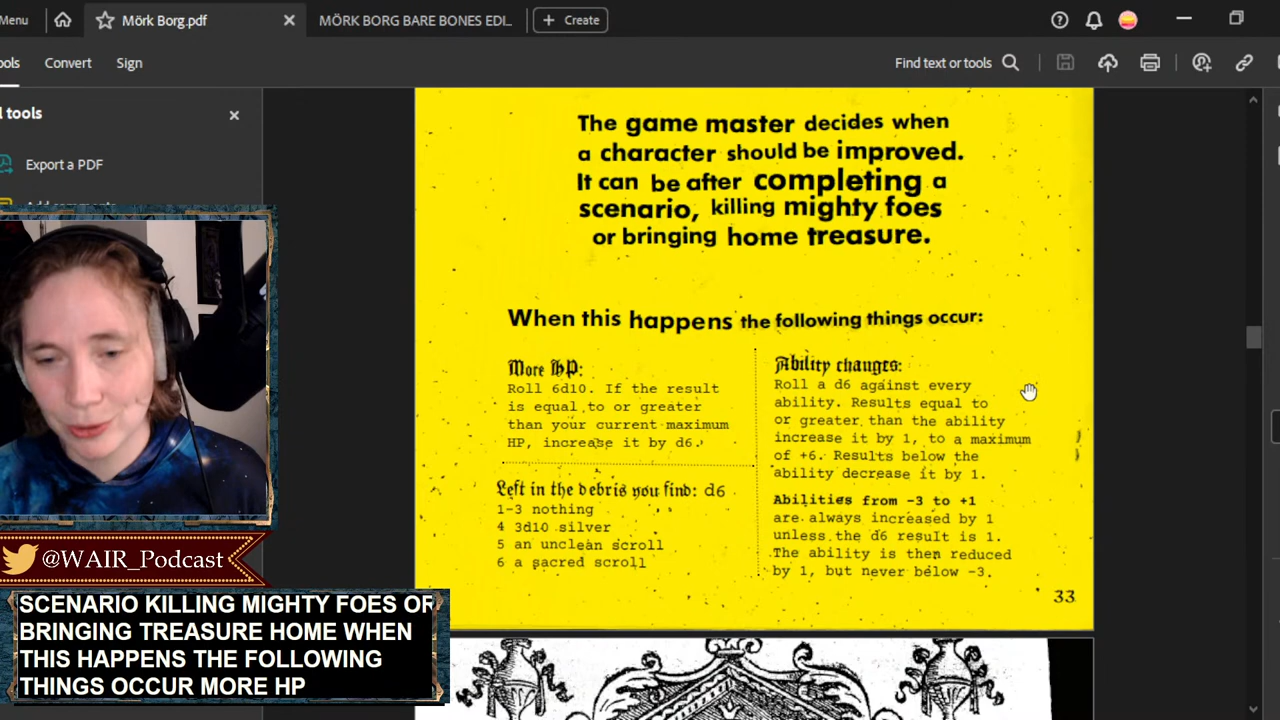 Menu
Mörk Borg.pdf
MÖRK BORG BARE BONES EDI...
Create
ols
Convert
Sign
Find text or tools
l tools
Export a PDF
The game master decides when
a character should be improved.
It can be after completing a
scenario, killing mighty foes
or bringing home treasure.
When this happens the following things occur:
More HP:
Roll 6d10. If the result
is equal to or greater
than your current maximum
HP, increase it by d6.
Left in the debris you find: d6
1-3 nothing
4 3d10 silver
5 an unclean scroll
6 a sacred scroll
Ability changes:
Roll a d6 against every
ability. Results equal to
or greater than the ability
increase it by 1, to a maximum
of +6. Results below the
ability decrease it by 1.
Abilities from -3 to +1
are always increased by 1
unless the d6 result is 1.
The ability is then reduced
by 1, but never below -3.
33
@WAIR_Podcast
SCENARIO KILLING MIGHTY FOES OR
BRINGING TREASURE HOME WHEN
THIS HAPPENS THE FOLLOWING
THINGS OCCUR MORE HP